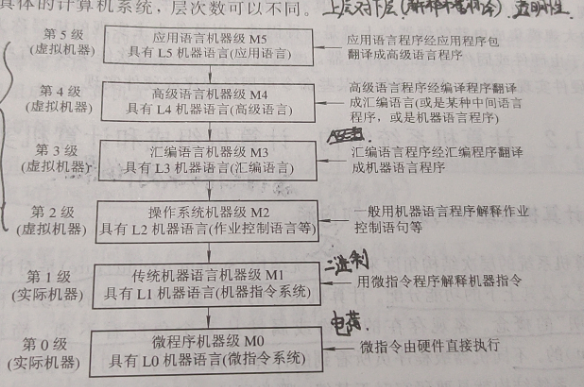 具体的计算机系统，层次数可以不同。
第 5 级
(虚拟机器)
应用语言机器级 M5
具有 L5 机器语言(应用语言)
应用语言程序经应用程序包
翻译成高级语言程序
第 4 级
(虚拟机器)
高级语言机器级 M4
具有 L4 机器语言(高级语言)
高级语言程序经编译程序翻译
成汇编语言(或是某种中间语言
程序，或是机器语言程序)
第 3 级
(虚拟机器)
汇编语言机器级 M3
具有 L3 机器语言(汇编语言)
汇编语言程序经汇编程序翻译
成机器语言程序
第 2 级
(虚拟机器)
操作系统机器级 M2
具有 L2 机器语言(作业控制语言等)
一般用机器语言程序解释作业
控制语句等
第 1 级
(实际机器)
传统机器语言机器级 M1
具有 L1 机器语言(机器指令系统)
二进制
用微指令程序解释机器指令
第 0 级
(实际机器)
微程序机器级 M0
具有 L0 机器语言(微指令系统)
微指令由硬件直接执行